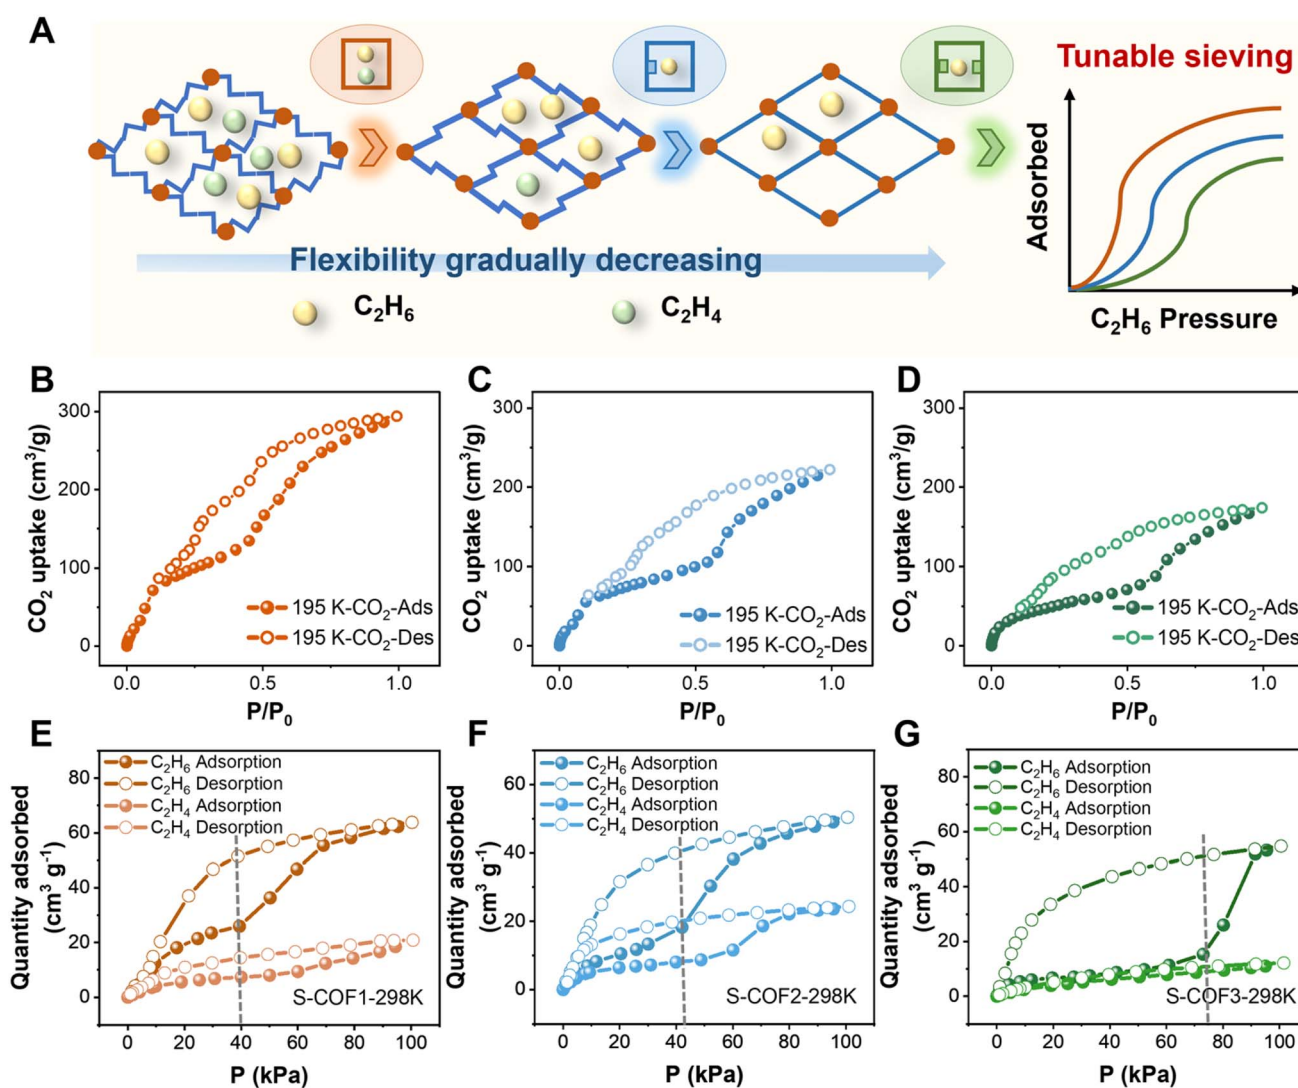 A
Tunable sieving
Adsorbed
C₂H₆ Pressure
Flexibility gradually decreasing
C₂H₆
C₂H₄
B
CO₂ uptake (cm³/g)
300
200
100
0
195 K-CO₂-Ads
195 K-CO₂-Des
0.0
0.5
1.0
P/P₀
C
CO₂ uptake (cm³/g)
300
200
100
0
195 K-CO₂-Ads
195 K-CO₂-Des
0.0
0.5
1.0
P/P₀
D
CO₂ uptake (cm³/g)
300
200
100
0
195 K-CO₂-Ads
195 K-CO₂-Des
0.0
0.5
1.0
P/P₀
E
Quantity adsorbed
(cm³ g⁻¹)
80
60
40
20
0
C₂H₆ Adsorption
C₂H₆ Desorption
C₂H₄ Adsorption
C₂H₄ Desorption
S-COF1-298K
0
20
40
60
80
100
P (kPa)
F
Quantity adsorbed
(cm³ g⁻¹)
60
40
20
0
C₂H₆ Adsorption
C₂H₆ Desorption
C₂H₄ Adsorption
C₂H₄ Desorption
S-COF2-298K
0
20
40
60
80
100
P (kPa)
G
Quantity adsorbed
(cm³ g⁻¹)
80
60
40
20
0
C₂H₆ Adsorption
C₂H₆ Desorption
C₂H₄ Adsorption
C₂H₄ Desorption
S-COF3-298K
0
20
40
60
80
100
P (kPa)